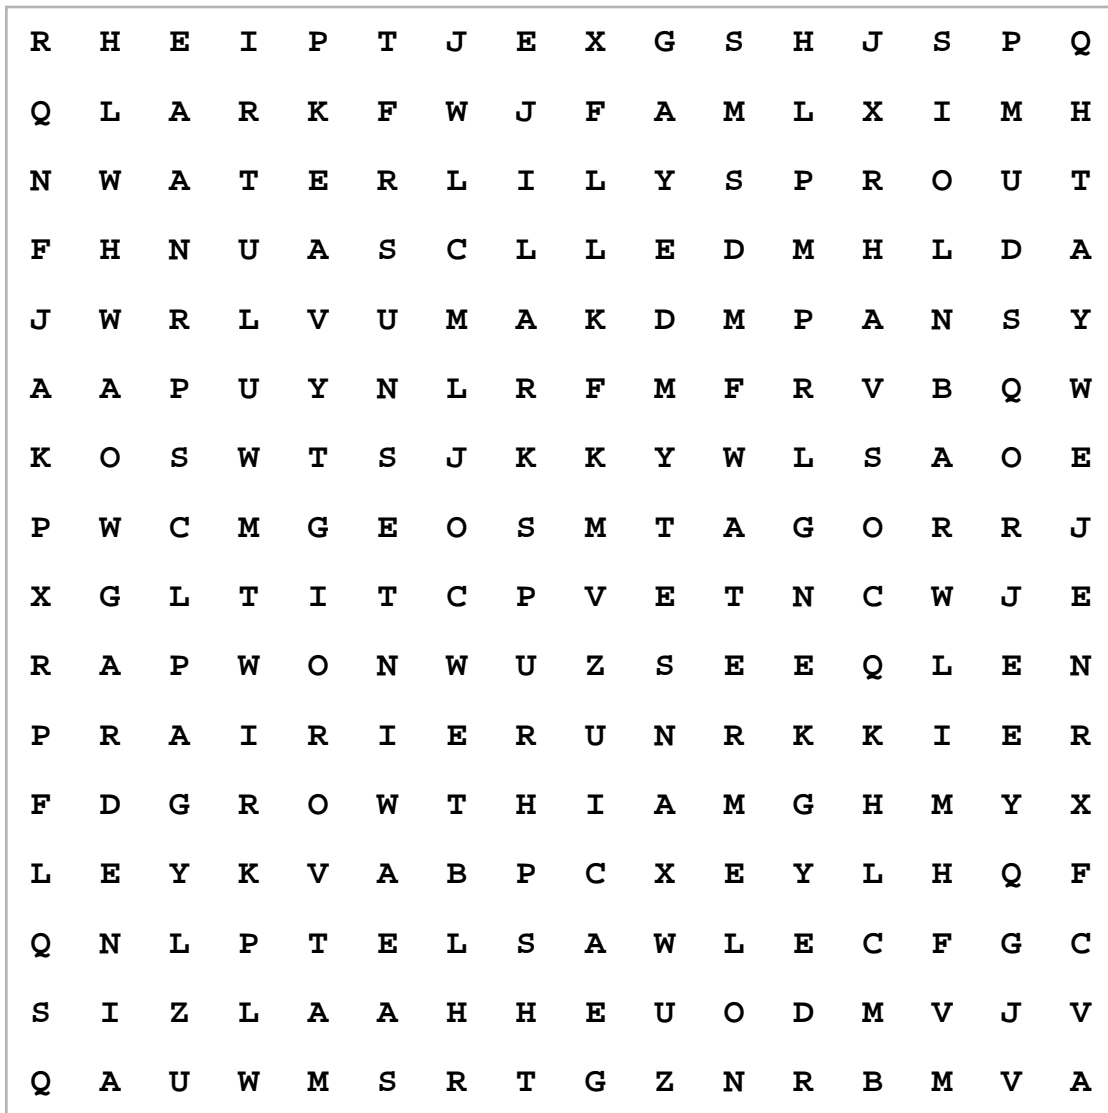 R H E I P T J E X G S H J S P Q
Q L A R K F W J F A M L X I M H
N W A T E R L I L Y S P R O U T
F H N U A S C L L E D M H L D A
J W R L V U M A K D M P A N S Y
A A P U Y N L R F M F R V B Q W
K O S W T S J K K Y W L S A O E
P W C M G E O S M T A G O R R J
X G L T I T C P V E T N C W J E
R A P W O N W U Z S E E Q L E N
P R A I R I E R U N R K K I E R
F D G R O W T H I A M G H M Y X
L E Y K V A B P C X E Y L H Q F
Q N L P T E L S A W L E C F G C
S I Z L A A H H E U O D M V J V
Q A U W M S R T G Z N R B M V A